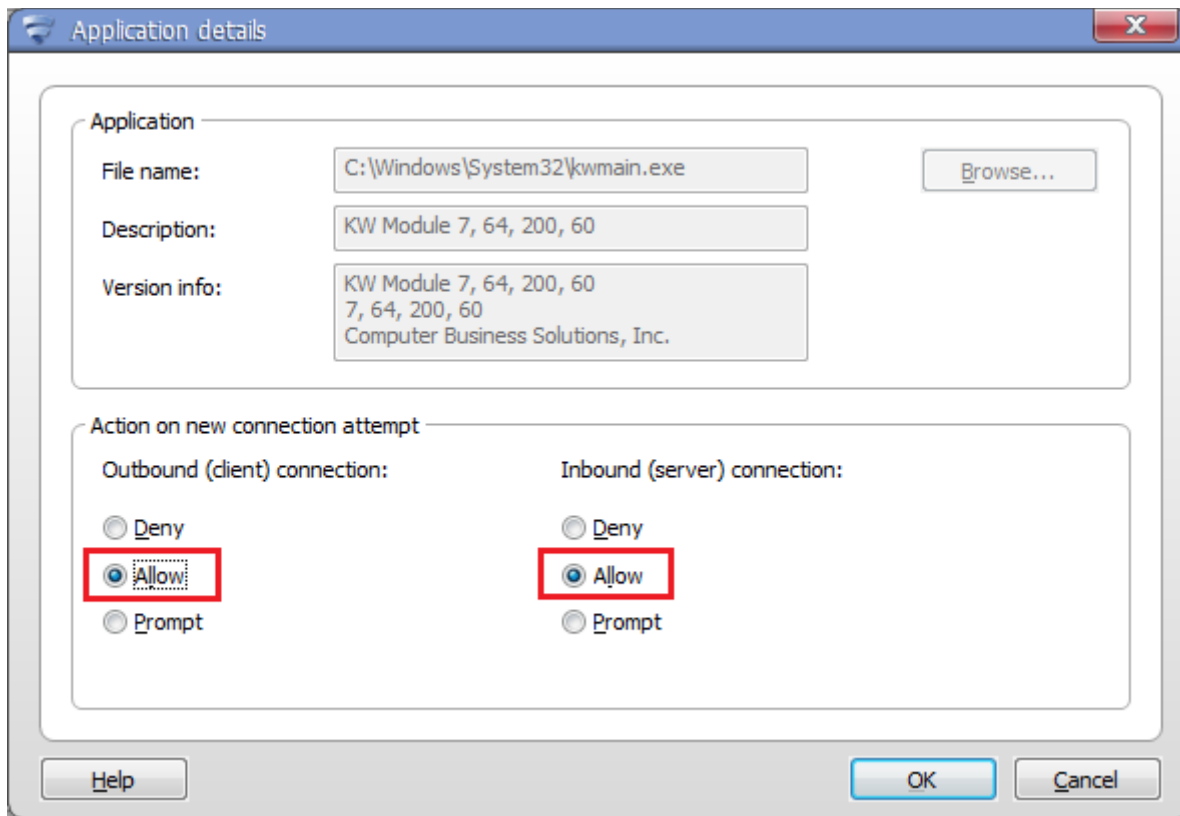 Application details
Application
File name:
C:\Windows\System32\kwmain.exe
Browse...
Description:
KW Module 7, 64, 200, 60
Version info:
KW Module 7, 64, 200, 60
7, 64, 200, 60
Computer Business Solutions, Inc.
Action on new connection attempt
Outbound (client) connection:
Deny
Allow
Prompt
Inbound (server) connection:
Deny
Allow
Prompt
Help
OK
Cancel